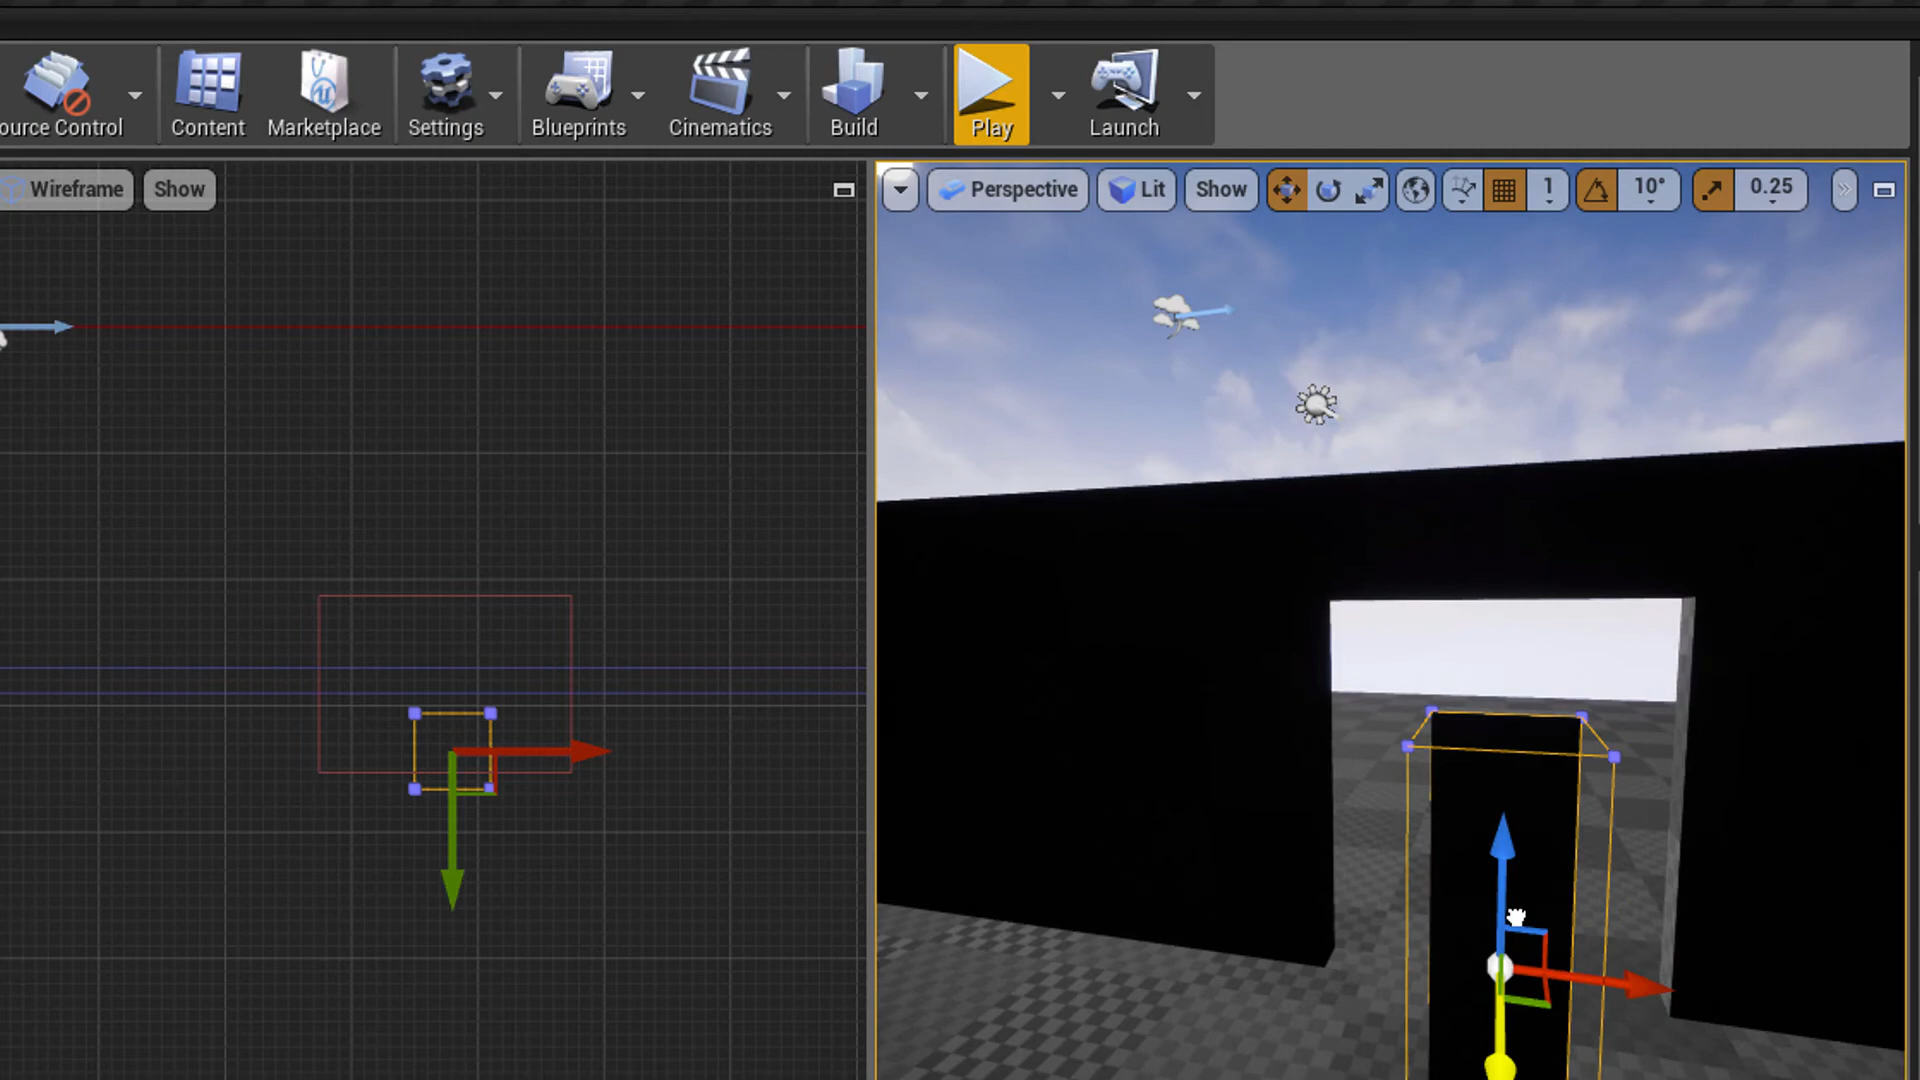 ource Control
Content
Marketplace
Settings
Blueprints
Cinematics
Build
Play
Launch
Wireframe
Show
Perspective
Lit
Show
1
10°
0.25